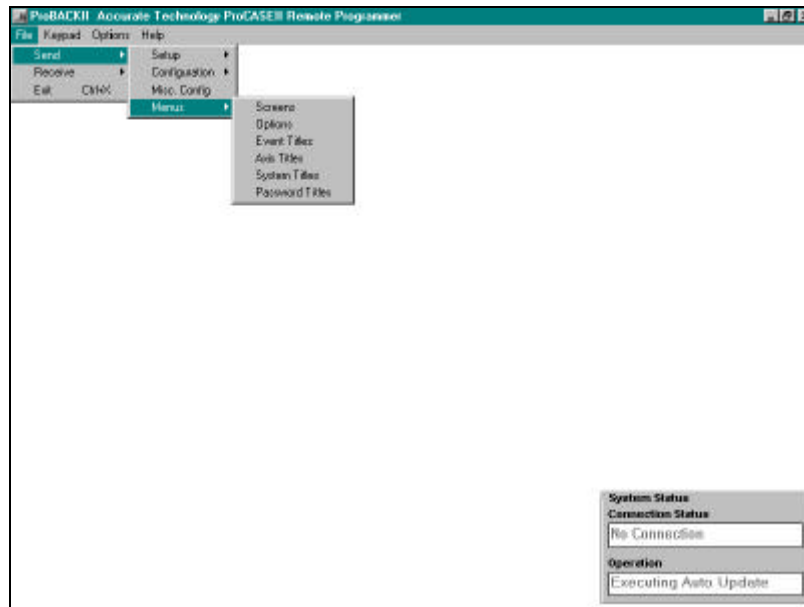 ProBACKII Accurate Technology ProCASEIII Remote Programmer
File Keypad Options Help
Send
Receive
Exit Ctrl+X
Setup
Configuration
Misc. Config
Menus
Screens
Options
Event Titles
Axis Titles
System Titles
Password Titles
System Status
Connection Status
No Connection
Operation
Executing Auto Update